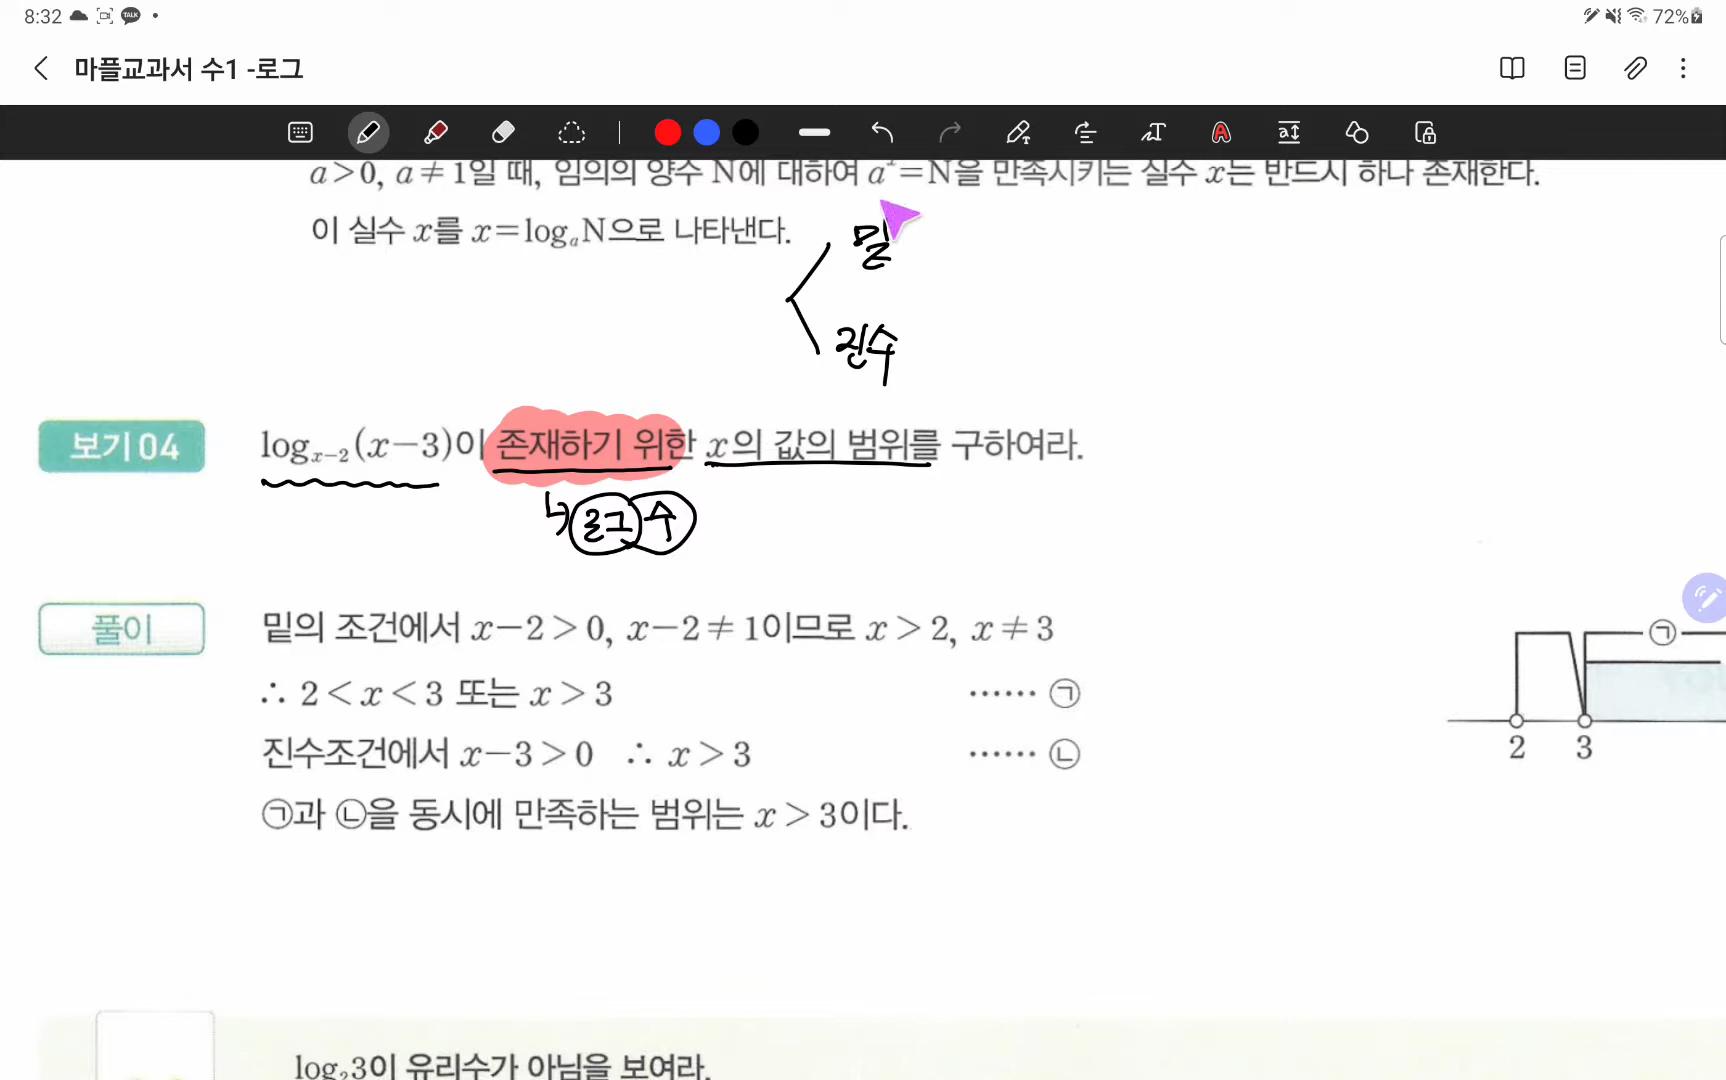 8:32
TALK
72%
마플교과서 수1 -로그
a>0, a≠1일 때, 임의의 양수 N에 대하여 aˣ=N을 만족시키는 실수 x는 반드시 하나 존재한다.
이 실수 x를 x=logₐN으로 나타낸다.
밑
진수
보기 04 logₓ₋₂(x-3)이 존재하기 위한 x의 값의 범위를 구하여라.
↳ 로그 수
풀이 밑의 조건에서 x-2>0, x-2≠1이므로 x>2, x≠3
∴ 2<x<3 또는 x>3 …… ㉠
진수조건에서 x-3>0 ∴ x>3 …… ㉡
㉠과 ㉡을 동시에 만족하는 범위는 x>3이다.
㉠
2 3
log₂3이 유리수가 아님을 보여라.